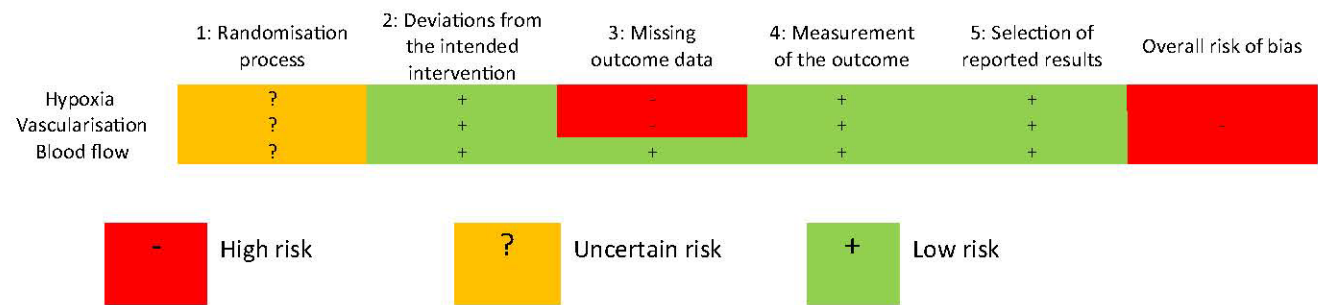 1: Randomisation process
2: Deviations from the intended intervention
3: Missing outcome data
4: Measurement of the outcome
5: Selection of reported results
Overall risk of bias
Hypoxia ? + - + +
Vascularisation ? + - + + -
Blood flow ? + + + +
- High risk
? Uncertain risk
+ Low risk